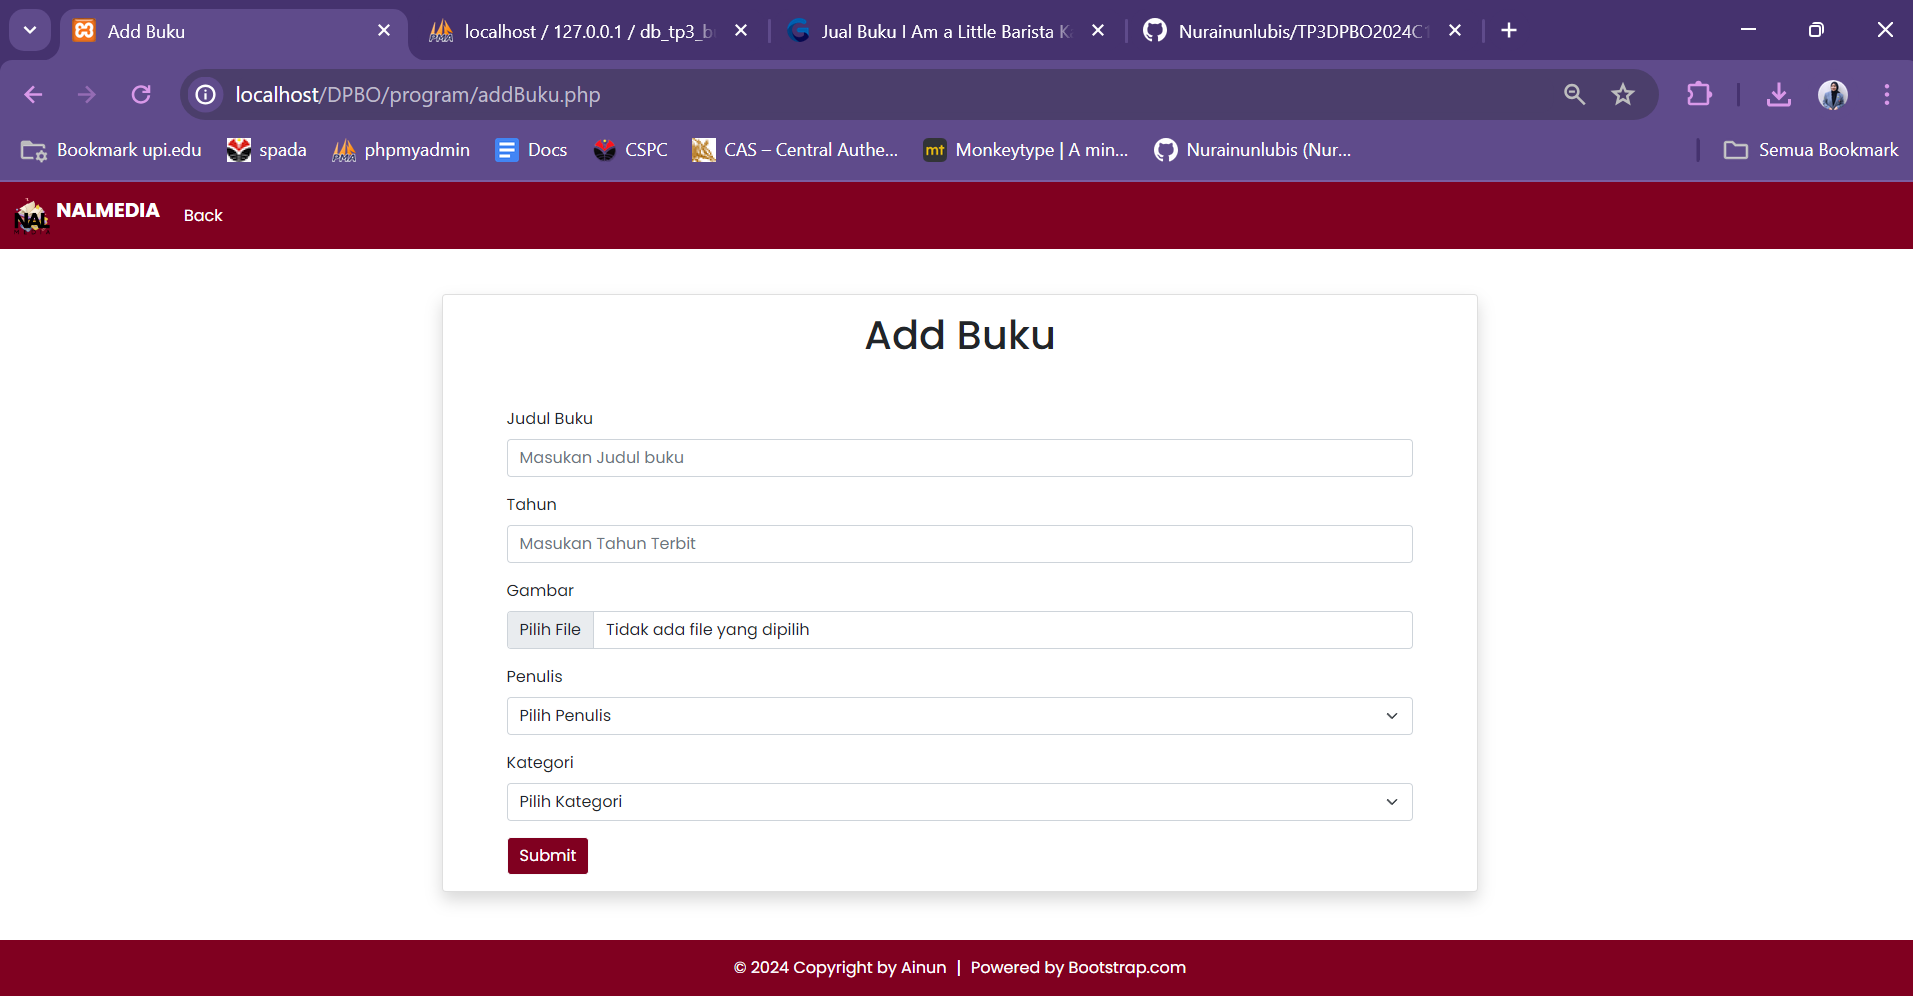 Add Buku
localhost / 127.0.0.1 / db_tp3_b
Jual Buku I Am a Little Barista K
Nurainunlubis/TP3DPBO2024C1
localhost/DPBO/program/addBuku.php
Bookmark upi.edu
spada
phpmyadmin
Docs
CSPC
CAS – Central Authe...
mt
Monkeytype | A min...
Nurainunlubis (Nur...
Semua Bookmark
NAL
NALMEDIA
Back
Add Buku
Judul Buku
Masukan Judul buku
Tahun
Masukan Tahun Terbit
Gambar
Pilih File
Tidak ada file yang dipilih
Penulis
Pilih Penulis
Kategori
Pilih Kategori
Submit
© 2024 Copyright by Ainun | Powered by Bootstrap.com